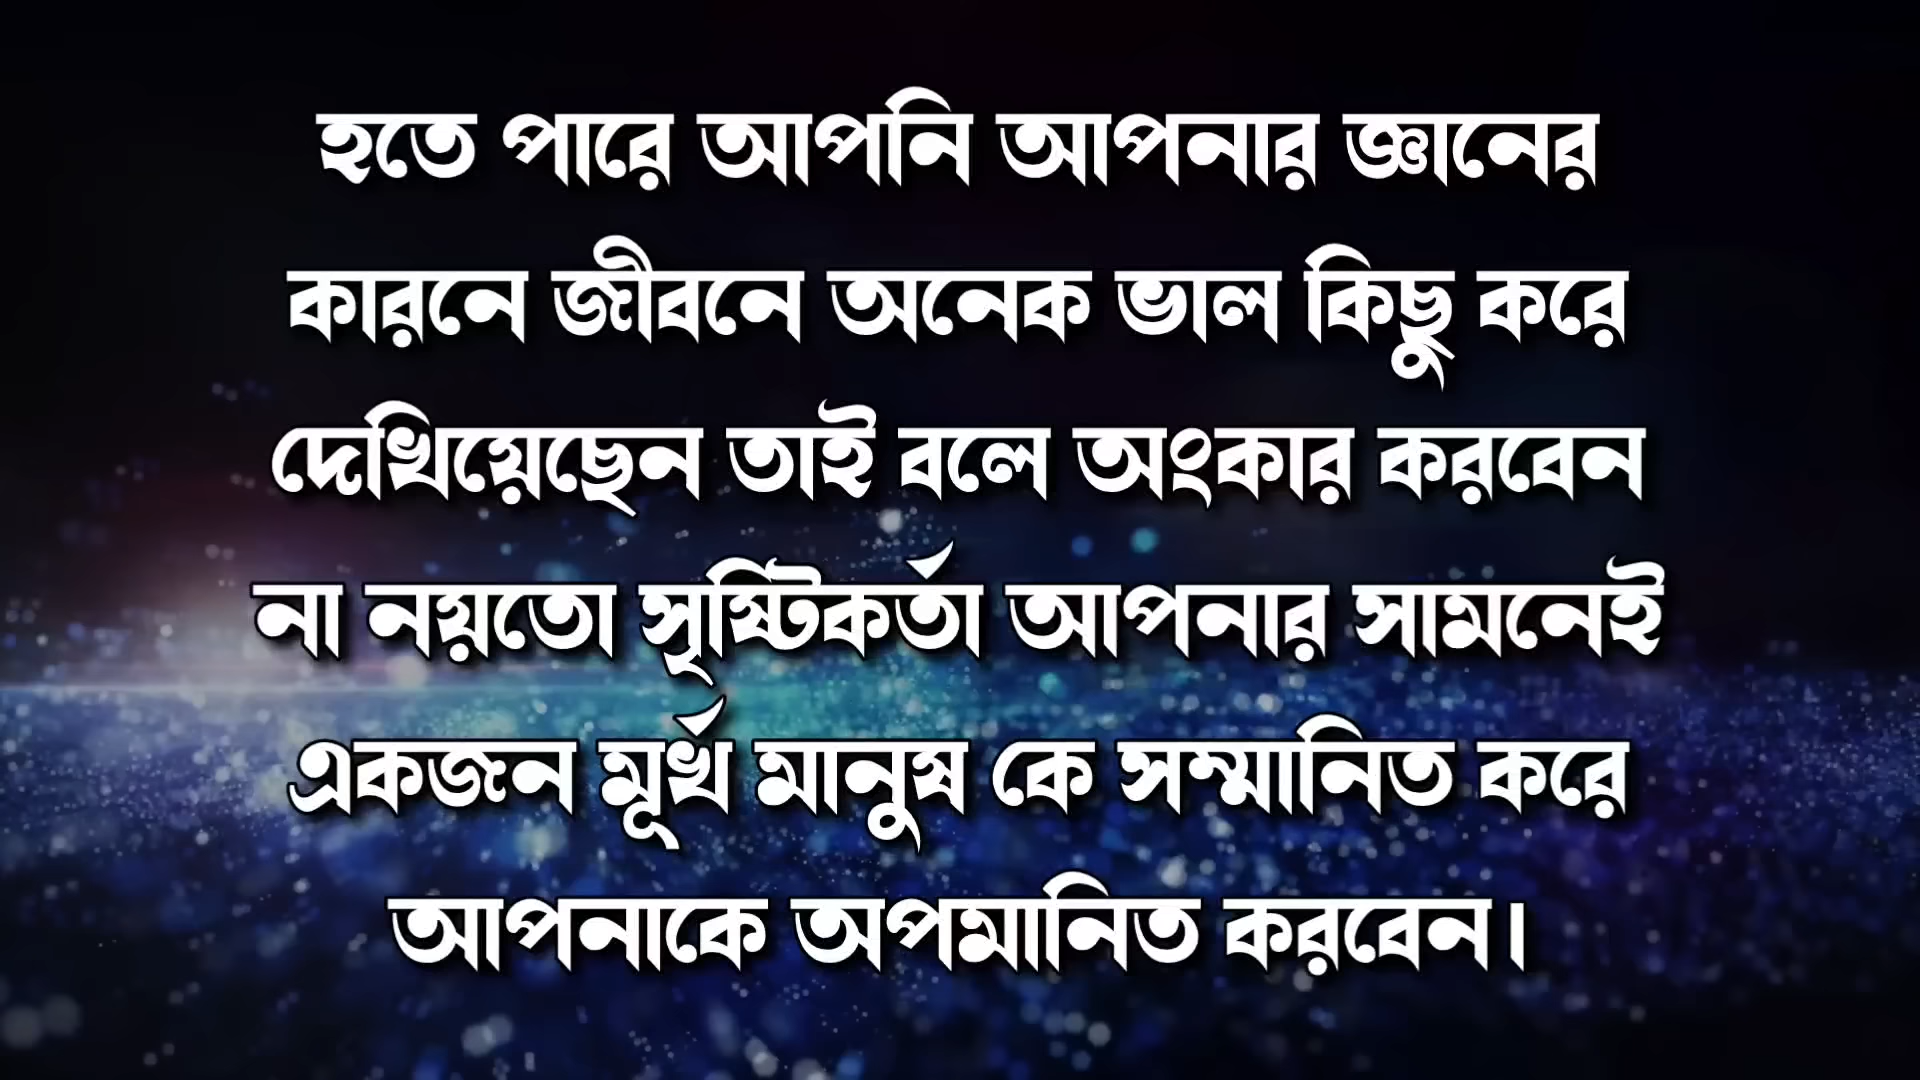 হতে পারে আপনি আপনার জ্ঞানের
কারনে জীবনে অনেক ভাল কিছু করে
দেখিয়েছেন তাই বলে অংকার করবেন
না নয়তো সৃষ্টিকর্তা আপনার সামনেই
একজন মূর্খ মানুষ কে সম্মানিত করে
আপনাকে অপমানিত করবেন।